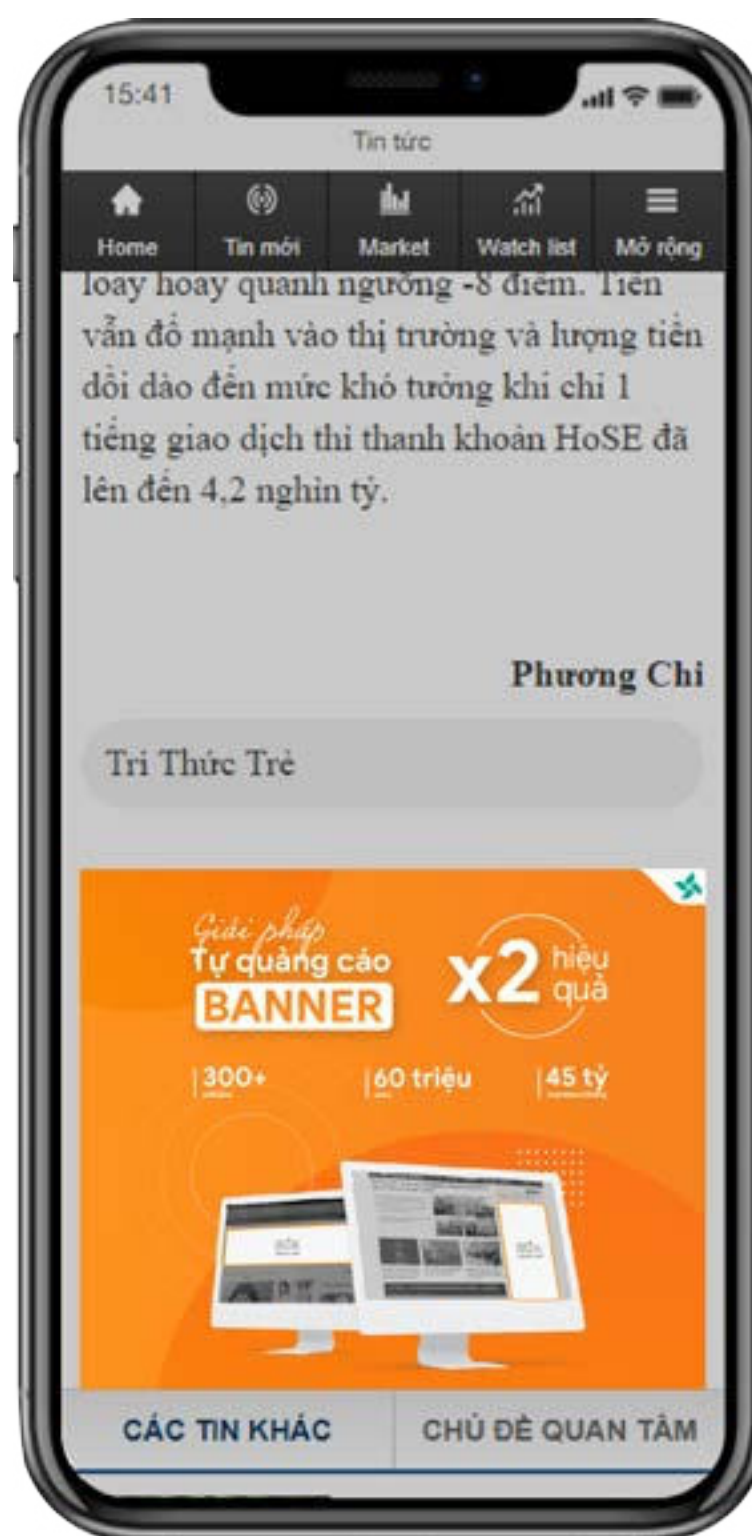 15:41
Tin tức
Home Tin mới Market Watch list Mở rộng
loay hoay quanh ngưỡng -8 điểm. Tiền
vẫn đổ mạnh vào thị trường và lượng tiền
dồi dào đến mức khó tưởng khi chỉ 1
tiếng giao dịch thì thanh khoản HoSE đã
lên đến 4,2 nghìn tỷ.
Phương Chi
Trí Thức Trẻ
Giải pháp
Tự quảng cáo
BANNER
x2 hiệu
quả
300+ 60 triệu 45 tỷ
CÁC TIN KHÁC CHỦ ĐỀ QUAN TÂM